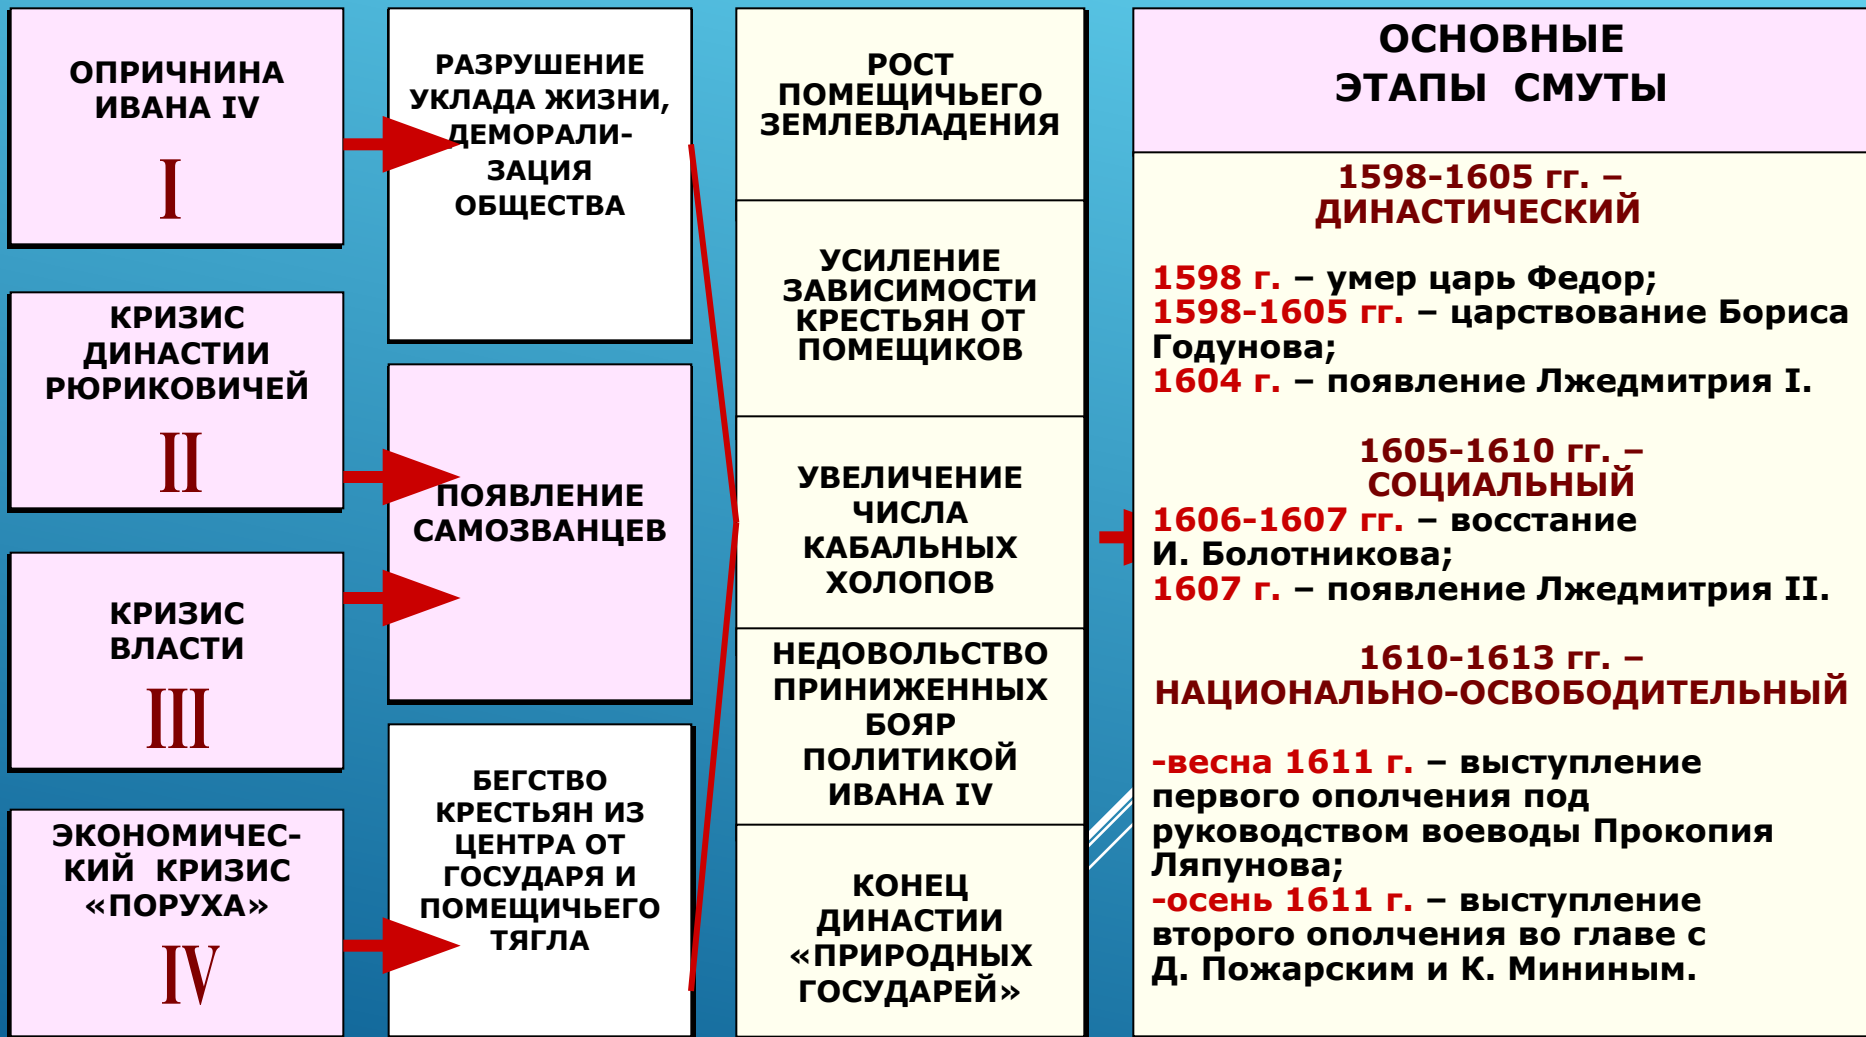 ОПРИЧНИНА
ИВАНА IV
I
КРИЗИС
ДИНАСТИИ
РЮРИКОВИЧЕЙ
II
КРИЗИС
ВЛАСТИ
III
ЭКОНОМИЧЕС-
КИЙ КРИЗИС
«ПОРУХА»
IV
РАЗРУШЕНИЕ
УКЛАДА ЖИЗНИ,
ДЕМОРАЛИ-
ЗАЦИЯ
ОБЩЕСТВА
ПОЯВЛЕНИЕ
САМОЗВАНЦЕВ
БЕГСТВО
КРЕСТЬЯН ИЗ
ЦЕНТРА ОТ
ГОСУДАРЯ И
ПОМЕЩИЧЬЕГО
ТЯГЛА
РОСТ
ПОМЕЩИЧЬЕГО
ЗЕМЛЕВЛАДЕНИЯ
УСИЛЕНИЕ
ЗАВИСИМОСТИ
КРЕСТЬЯН ОТ
ПОМЕЩИКОВ
УВЕЛИЧЕНИЕ
ЧИСЛА
КАБАЛЬНЫХ
ХОЛОПОВ
НЕДОВОЛЬСТВО
ПРИНИЖЕННЫХ
БОЯР
ПОЛИТИКОЙ
ИВАНА IV
КОНЕЦ
ДИНАСТИИ
«ПРИРОДНЫХ
ГОСУДАРЕЙ»
ОСНОВНЫЕ
ЭТАПЫ СМУТЫ
1598-1605 гг. –
ДИНАСТИЧЕСКИЙ
1598 г. – умер царь Федор;
1598-1605 гг. – царствование Бориса
Годунова;
1604 г. – появление Лжедмитрия I.
1605-1610 гг. –
СОЦИАЛЬНЫЙ
1606-1607 гг. – восстание
И. Болотникова;
1607 г. – появление Лжедмитрия II.
1610-1613 гг. –
НАЦИОНАЛЬНО-ОСВОБОДИТЕЛЬНЫЙ
-весна 1611 г. – выступление
первого ополчения под
руководством воеводы Прокопия
Ляпунова;
-осень 1611 г. – выступление
второго ополчения во главе с
Д. Пожарским и К. Мининым.